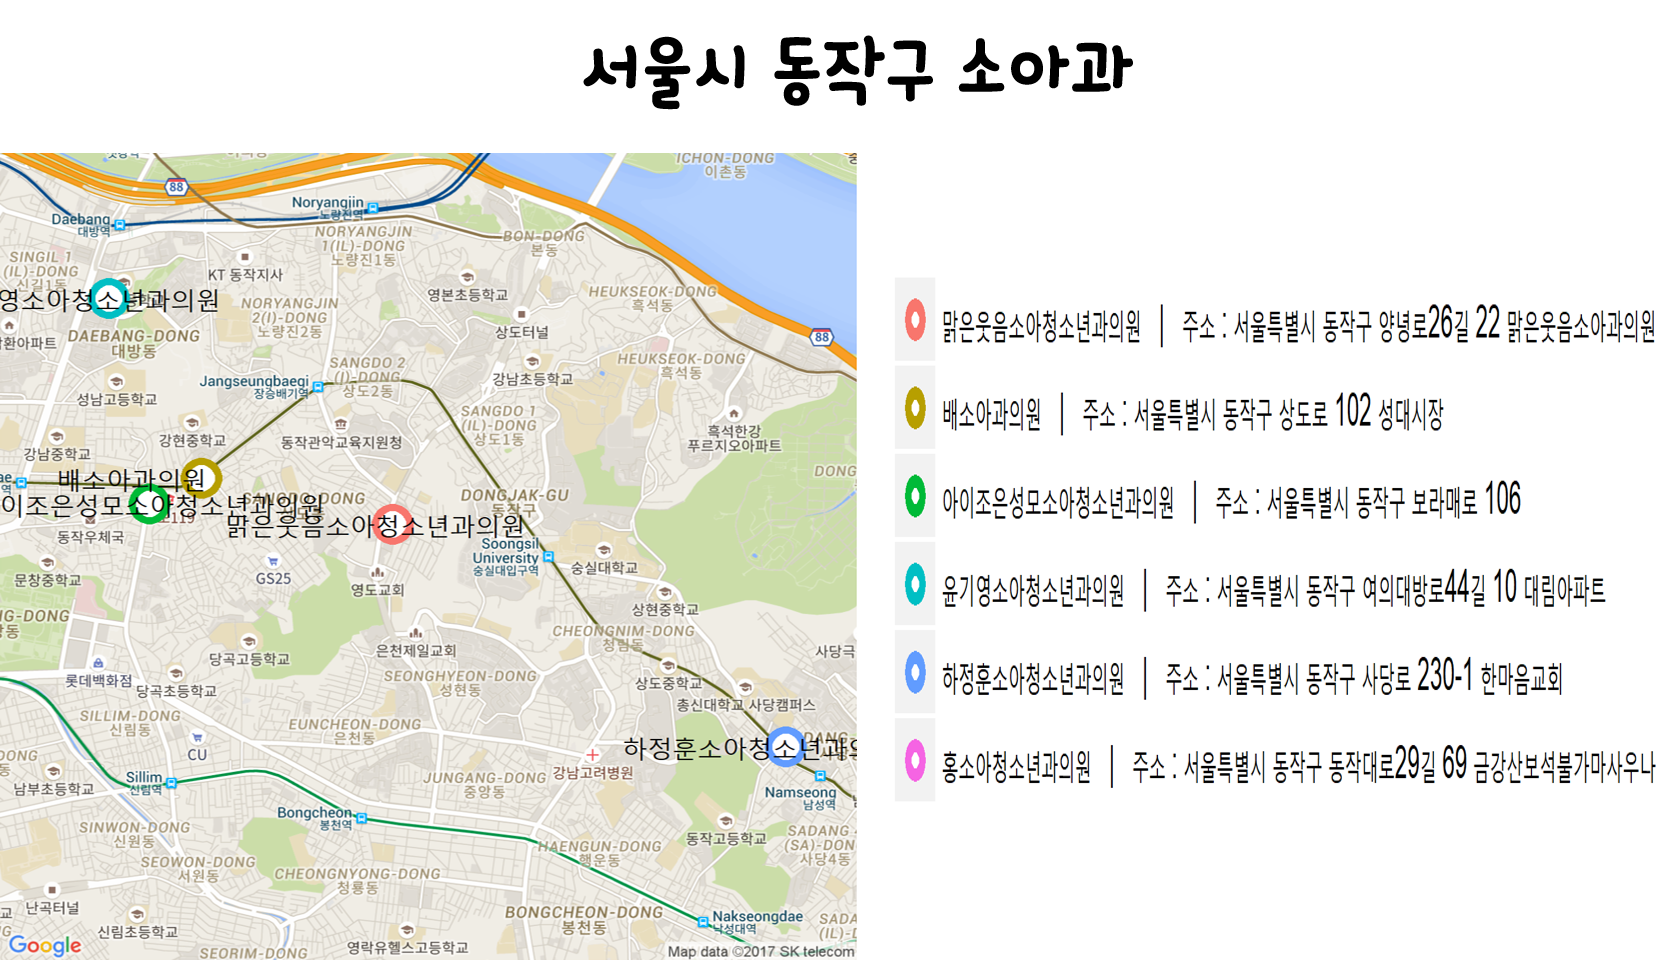 서울시 동작구 소아과
ICHON-DONG
이촌동
88
Noryangjin
노량진역
Daebang
대방역
NORYANGJIN
1(IL)-DONG
노량진1동
BON-DONG
본동
SINGIL 1
(IL)-DONG
신길1동
KT 동작지사
영소아청소년과의원
NORYANGJIN
2(I)-DONG
노량진2동
영본초등학교
HEUKSEOK-DONG
흑석동
상도터널
88
DAEBANG-DONG
대방동
환아파트
SANGDO 2
(I)-DONG
상도2동
HEUKSEOK-DONG
흑석동
Jangseungbaegi
장승배기역
강남초등학교
성남고등학교
SANGDO 1
상도1동
강현중학교
동작관악교육지원청
흑석한강
푸르지오아파트
강남중학교
배소아과의원
DONG
이조은성모소아청소년과의원
DONGJAK-GU
동작구
119
맑은웃음소아청소년과의원
동작우체국
Soongsil
University
숭실대입구역
숭실대학교
문창중학교
GS25
영도교회
상현중학교
CHEONGNIM-DONG
청림동
은천제일교회
당곡고등학교
사당극
SEONGHYEON-DONG
성현동
롯데백화점
당곡초등학교
상도중학교
총신대학교 사당캠퍼스
SILLIM-DONG
신림동
EUNCHEON-DONG
은천동
CU
하정훈소아청소년과의
강남고려병원
Sillim
신림역
JUNGANG-DONG
중앙동
남부초등학교
Namseong
남성역
Bongcheon
봉천역
SINWON-DONG
신원동
동작고등학교
SADANG
(SA)-DON
사당4동
HAENGUN-DONG
행운동
SEOWON-DONG
서원동
CHEONGNYONG-DONG
청룡동
난곡터널
BONGCHEON-DONG
봉천동
Nakseongdae
낙성대역
신림초등학교
SEORIM-DONG
영락유헬스고등학교
Google
Map data ©2017 SK telecom
맑은웃음소아청소년과의원 | 주소 : 서울특별시 동작구 양녕로26길 22 맑은웃음소아과의원
배소아과의원 | 주소 : 서울특별시 동작구 상도로 102 성대시장
아이조은성모소아청소년과의원 | 주소 : 서울특별시 동작구 보라매로 106
윤기영소아청소년과의원 | 주소 : 서울특별시 동작구 여의대방로44길 10 대림아파트
하정훈소아청소년과의원 | 주소 : 서울특별시 동작구 사당로 230-1 한마음교회
홍소아청소년과의원 | 주소 : 서울특별시 동작구 동작대로29길 69 금강산보석불가마사우나